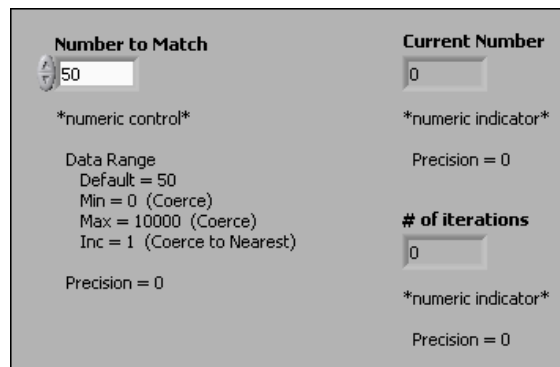 Number to Match
50
*numeric control*
Data Range
Default = 50
Min = 0 (Coerce)
Max = 10000 (Coerce)
Inc = 1 (Coerce to Nearest)
Precision = 0
Current Number
0
*numeric indicator*
Precision = 0
# of iterations
0
*numeric indicator*
Precision = 0